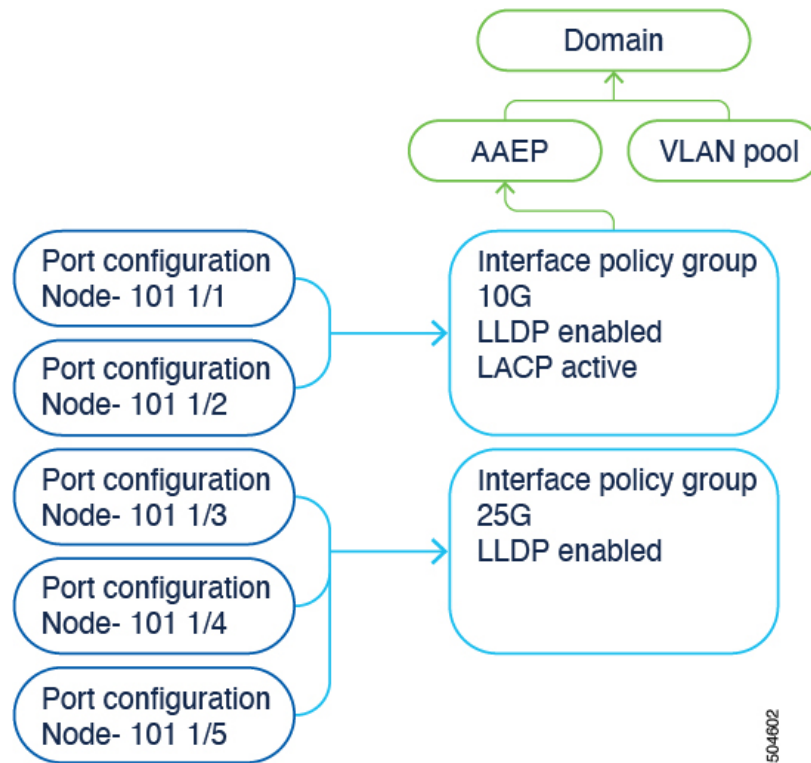 Domain
AAEP
VLAN pool
Port configuration
Node- 101 1/1
Port configuration
Node- 101 1/2
Port configuration
Node- 101 1/3
Port configuration
Node- 101 1/4
Port configuration
Node- 101 1/5
Interface policy group
10G
LLDP enabled
LACP active
Interface policy group
25G
LLDP enabled
504602